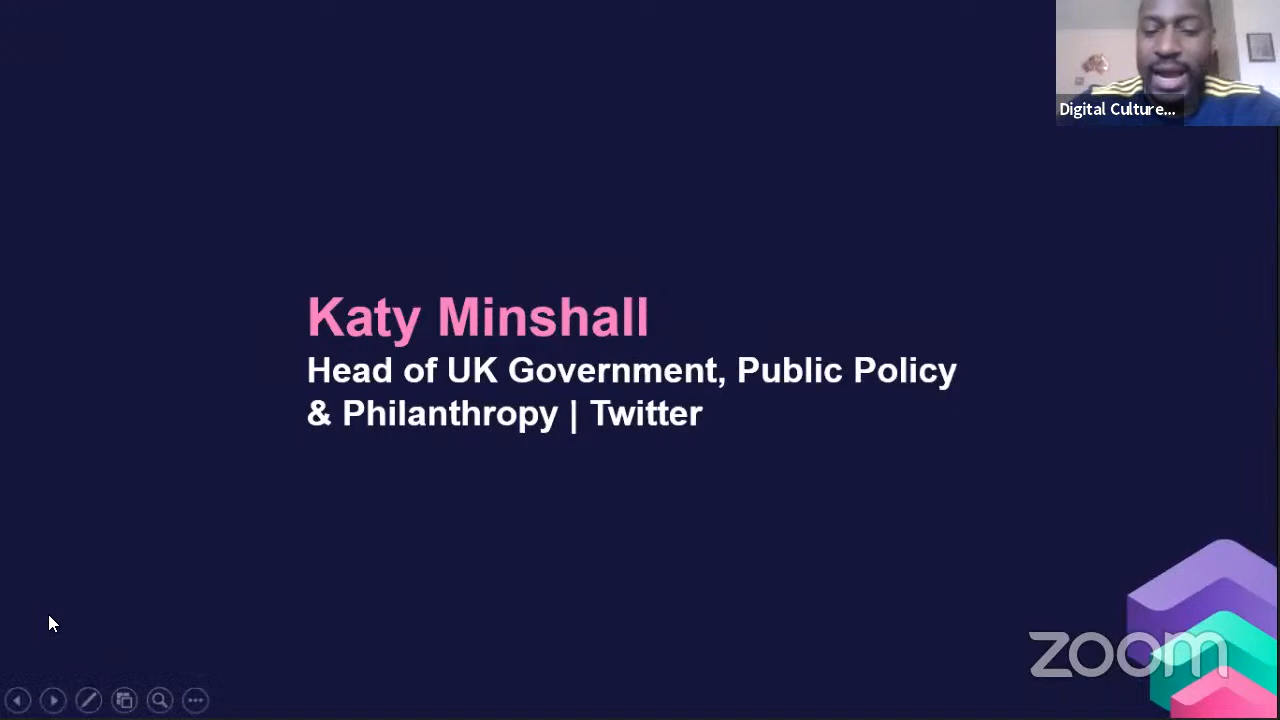 Digital Culture...
Katy Minshall
Head of UK Government, Public Policy
& Philanthropy | Twitter
zoom